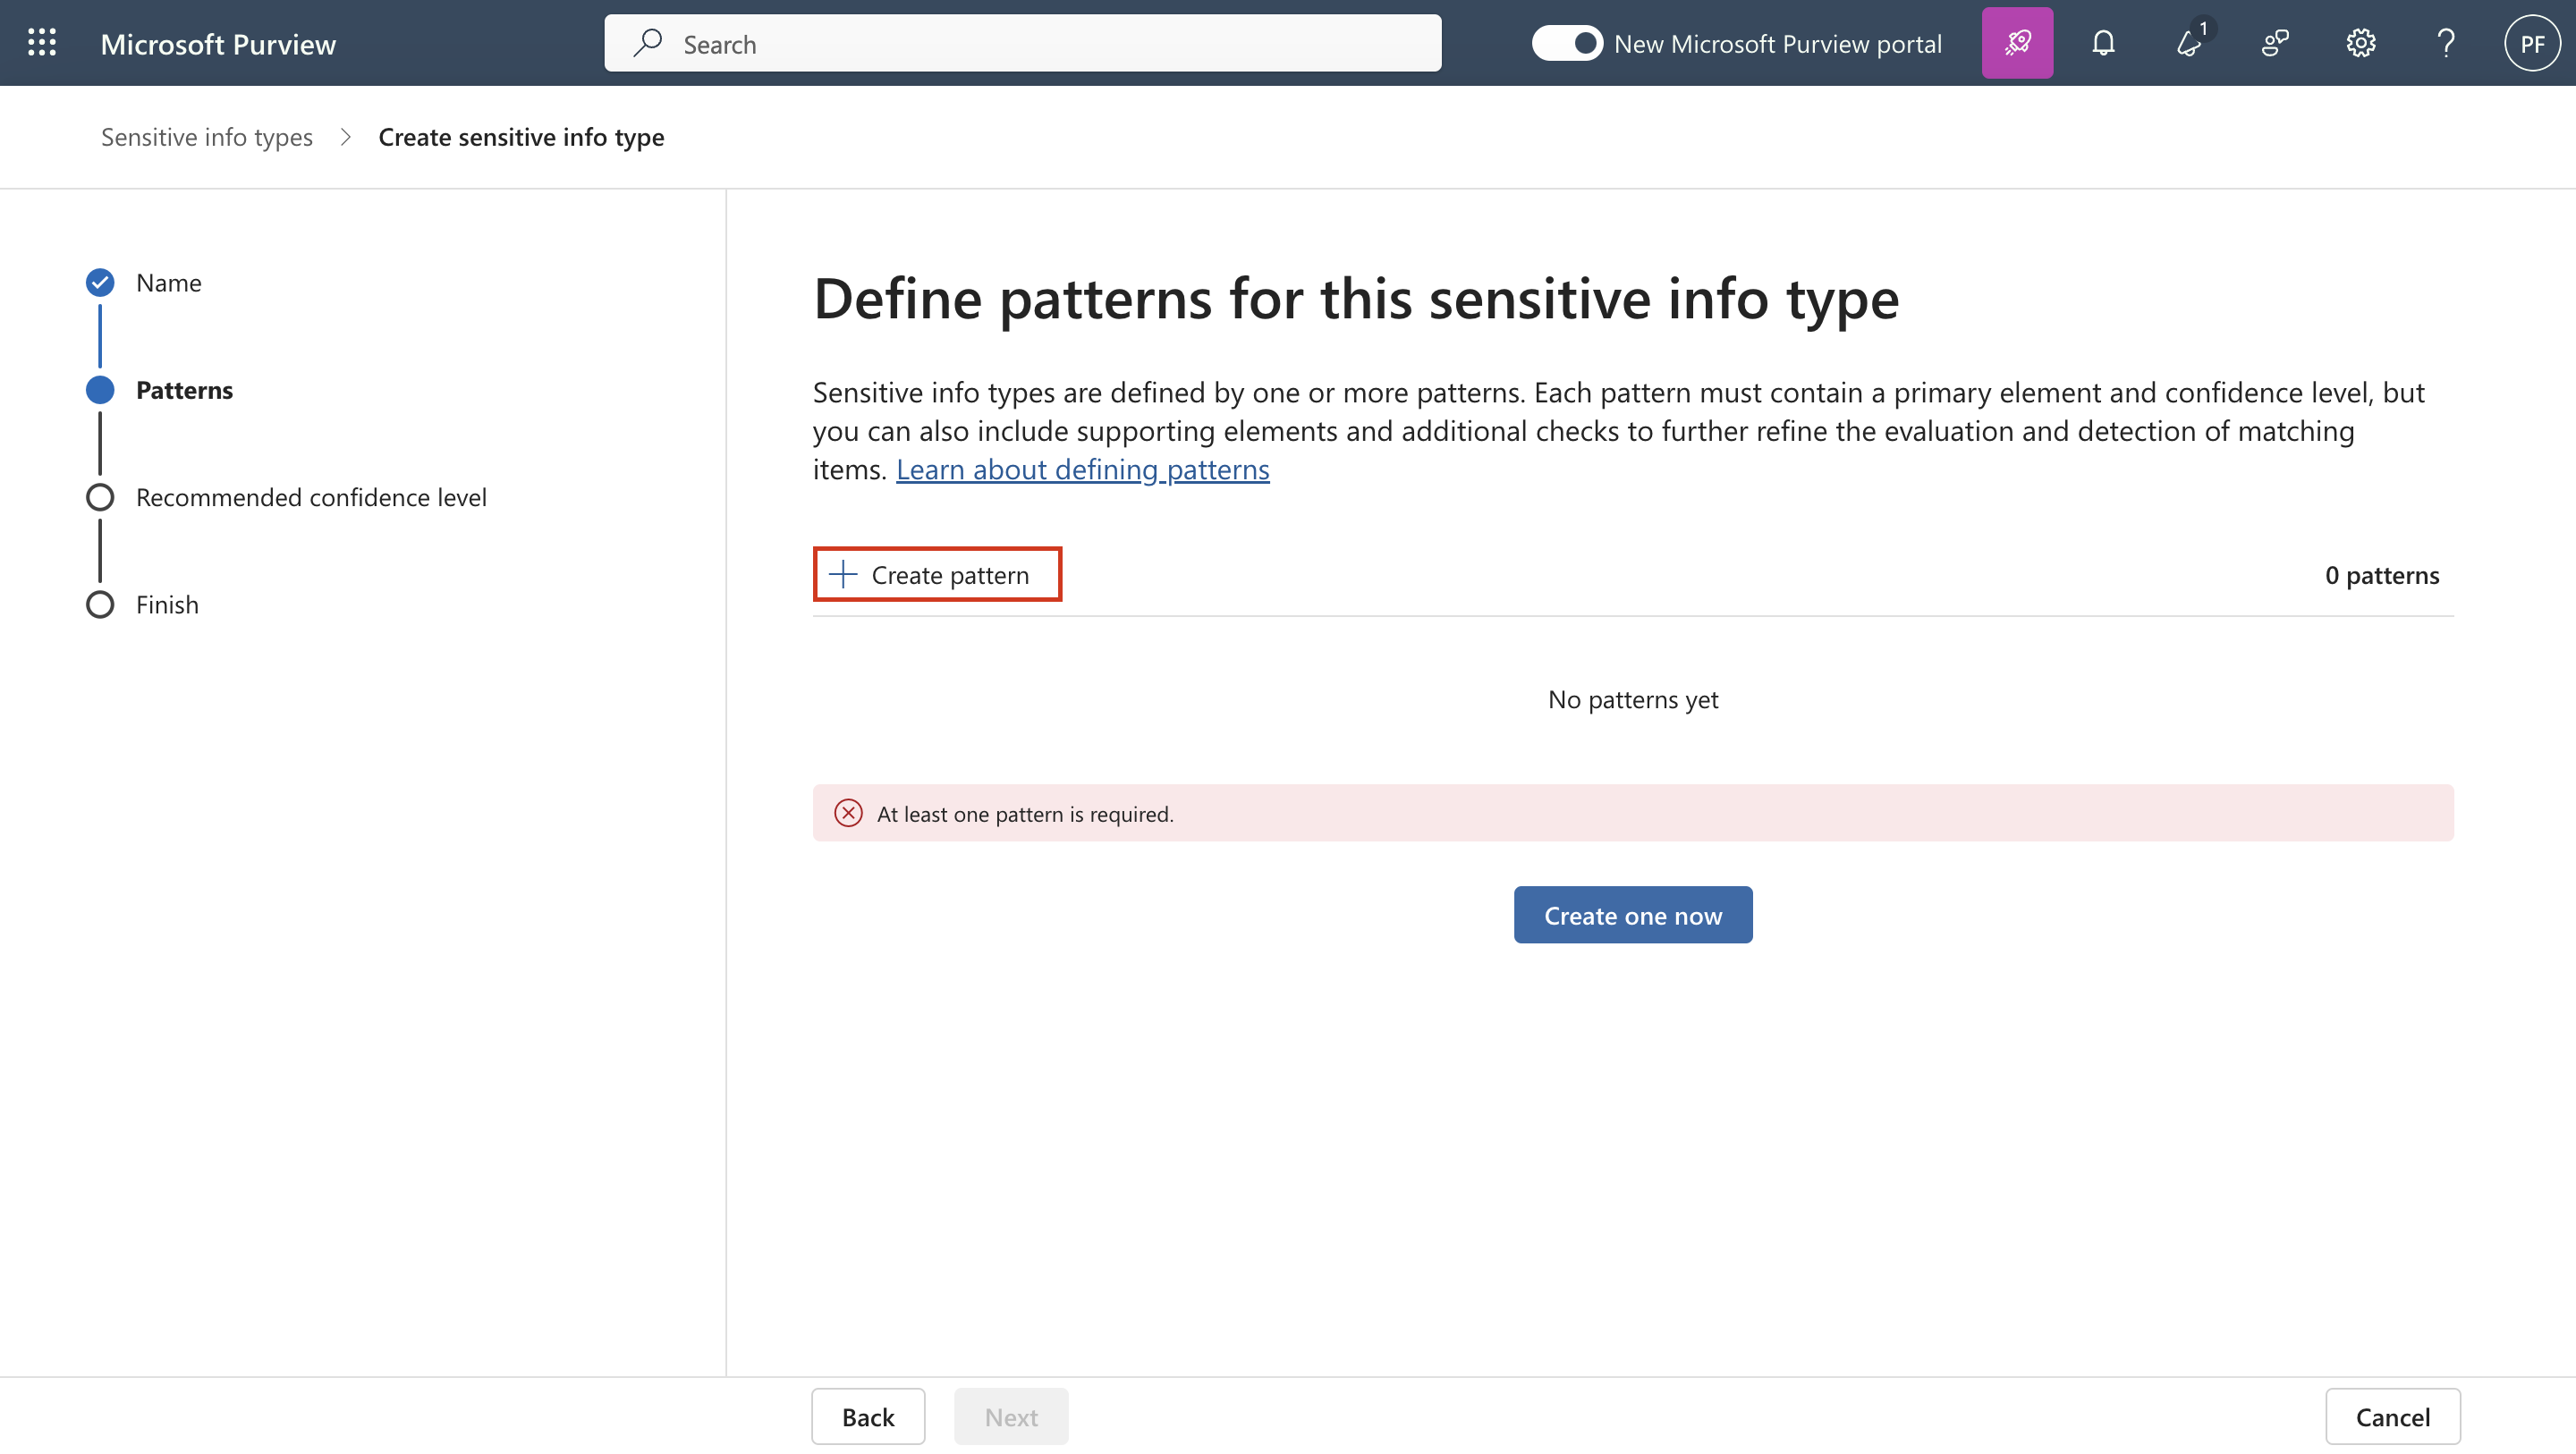 Microsoft Purview
Search
New Microsoft Purview portal
1
PF
Sensitive info types
Create sensitive info type
Name
Patterns
Recommended confidence level
Finish
Define patterns for this sensitive info type
Sensitive info types are defined by one or more patterns. Each pattern must contain a primary element and confidence level, but
you can also include supporting elements and additional checks to further refine the evaluation and detection of matching
items. Learn about defining patterns
Create pattern
0 patterns
No patterns yet
At least one pattern is required.
Create one now
Back
Next
Cancel